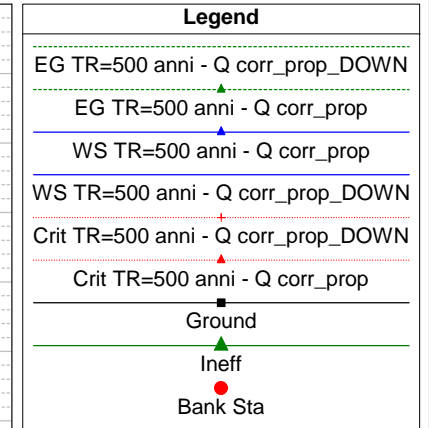 Legend
EG TR=500 anni - Q corr_prop_DOWN
EG TR=500 anni - Q corr_prop
WS TR=500 anni - Q corr_prop
WS TR=500 anni - Q corr_prop_DOWN
Crit TR=500 anni - Q corr_prop_DOWN
Crit TR=500 anni - Q corr_prop
Ground
Ineff
Bank Sta